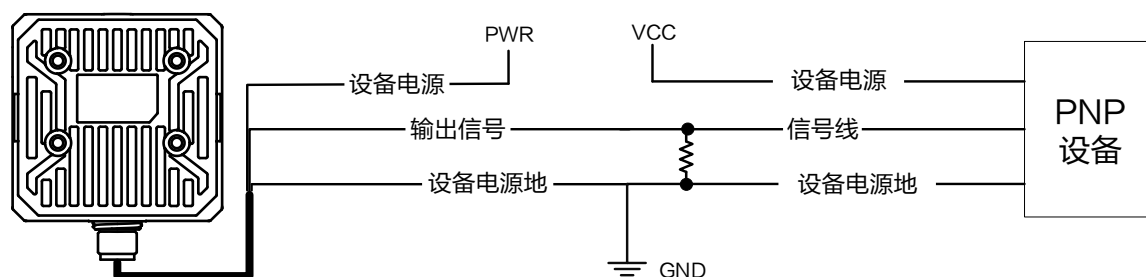 PWR
VCC
设备电源
设备电源
输出信号
信号线
PNP
设备
设备电源地
设备电源地
GND